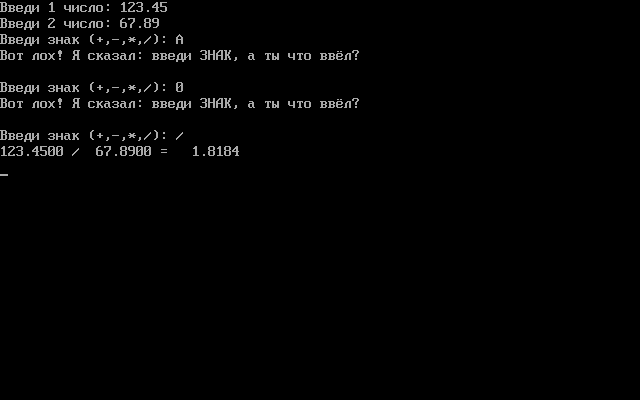 Введи 1 число: 123.45
Введи 2 число: 67.89
Введи знак (+,-,*,/): A
Вот лох! Я сказал: введи ЗНАК, а ты что ввёл?
Введи знак (+,-,*,/): 0
Вот лох! Я сказал: введи ЗНАК, а ты что ввёл?
Введи знак (+,-,*,/): /
123.4500 /  67.8900 =   1.8184